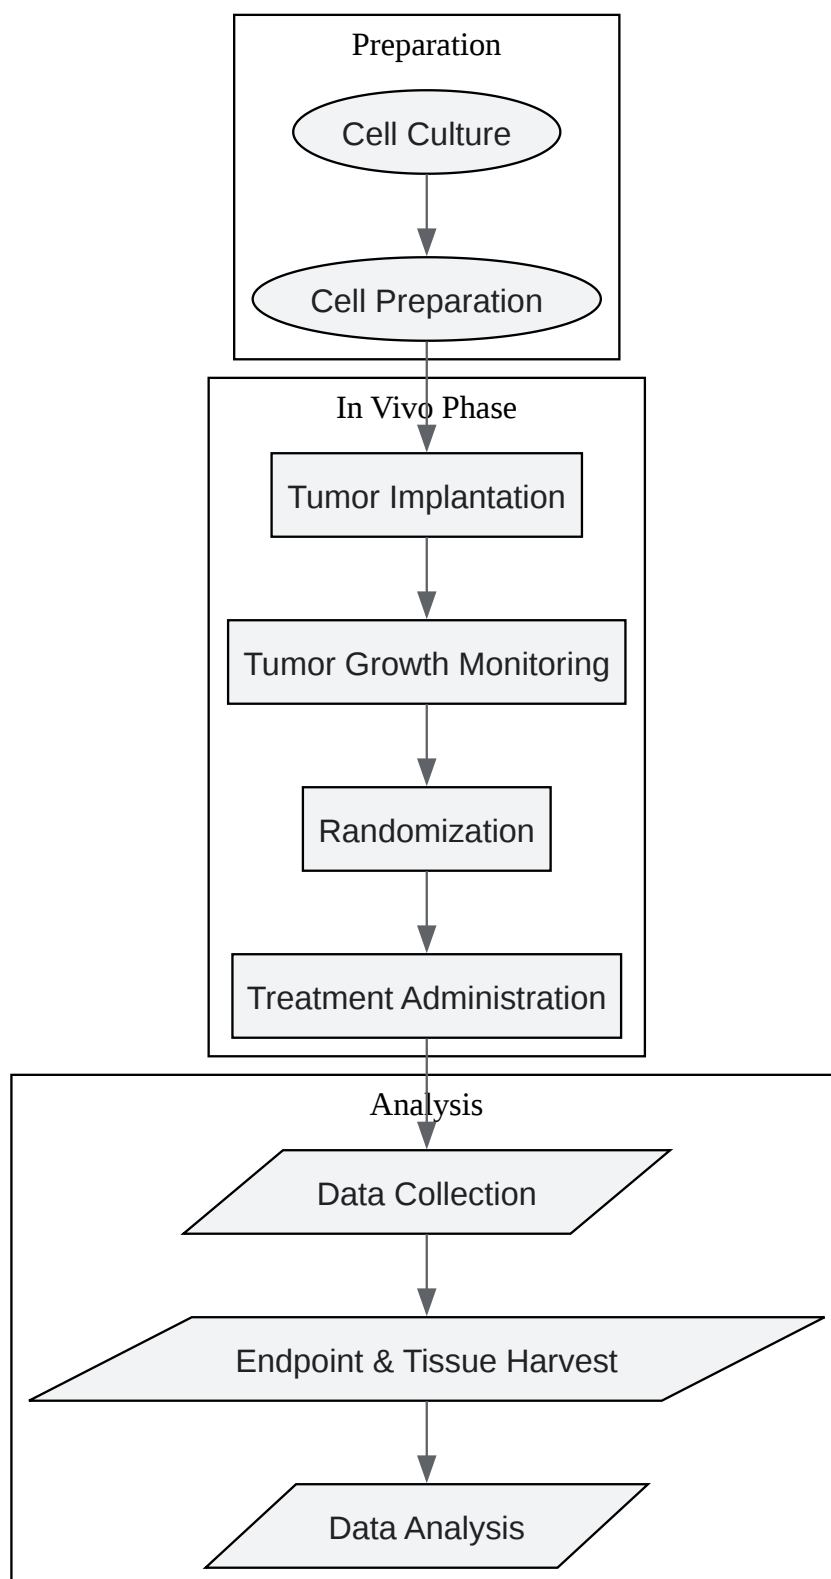 Preparation
Cell Culture
Cell Preparation
In Vivo Phase
Tumor Implantation
Tumor Growth Monitoring
Randomization
Treatment Administration
Analysis
Data Collection
Endpoint & Tissue Harvest
Data Analysis